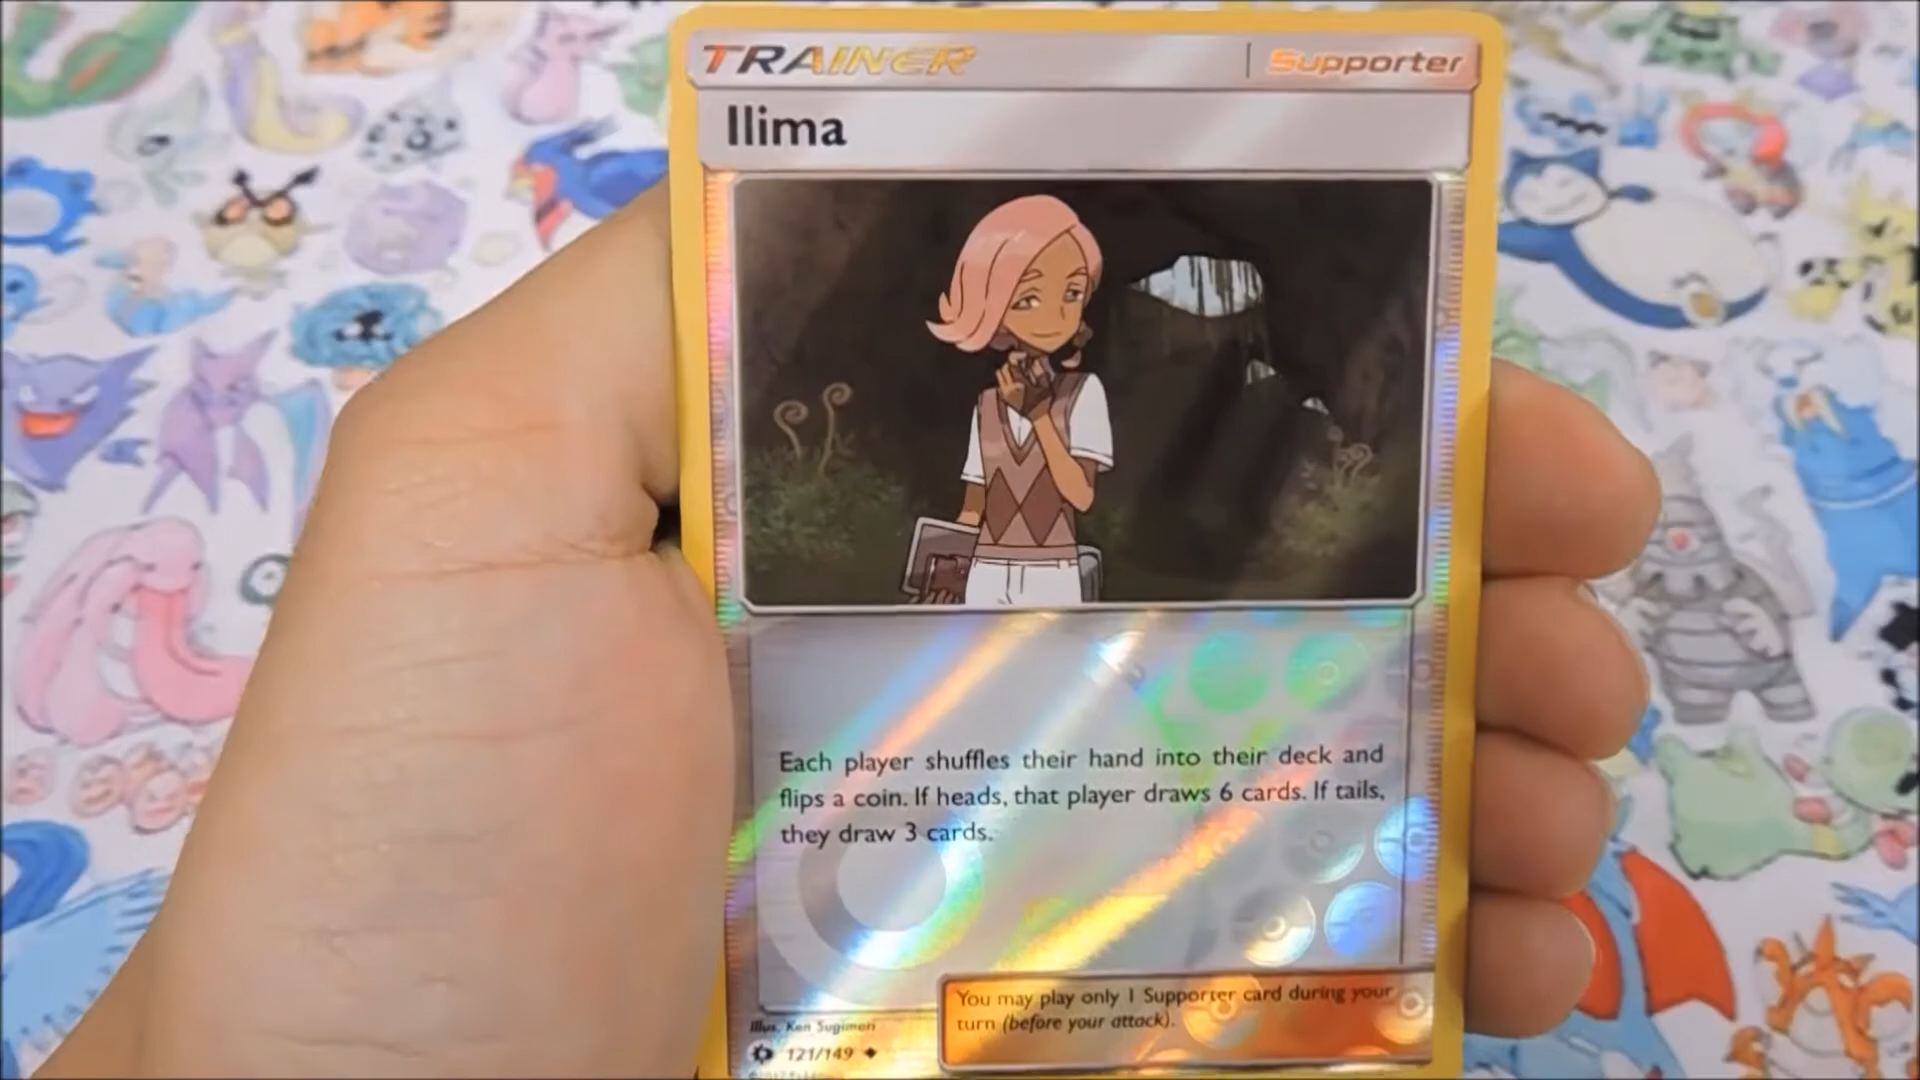 TRAINER
Supporter
Ilima
Each player shuffles their hand into their deck and
flips a coin. If heads, that player draws 6 cards. If tails,
they draw 3 cards.
You may play only 1 Supporter card during your
turn (before your attack).
Illus. Ken Sugimori
121/149